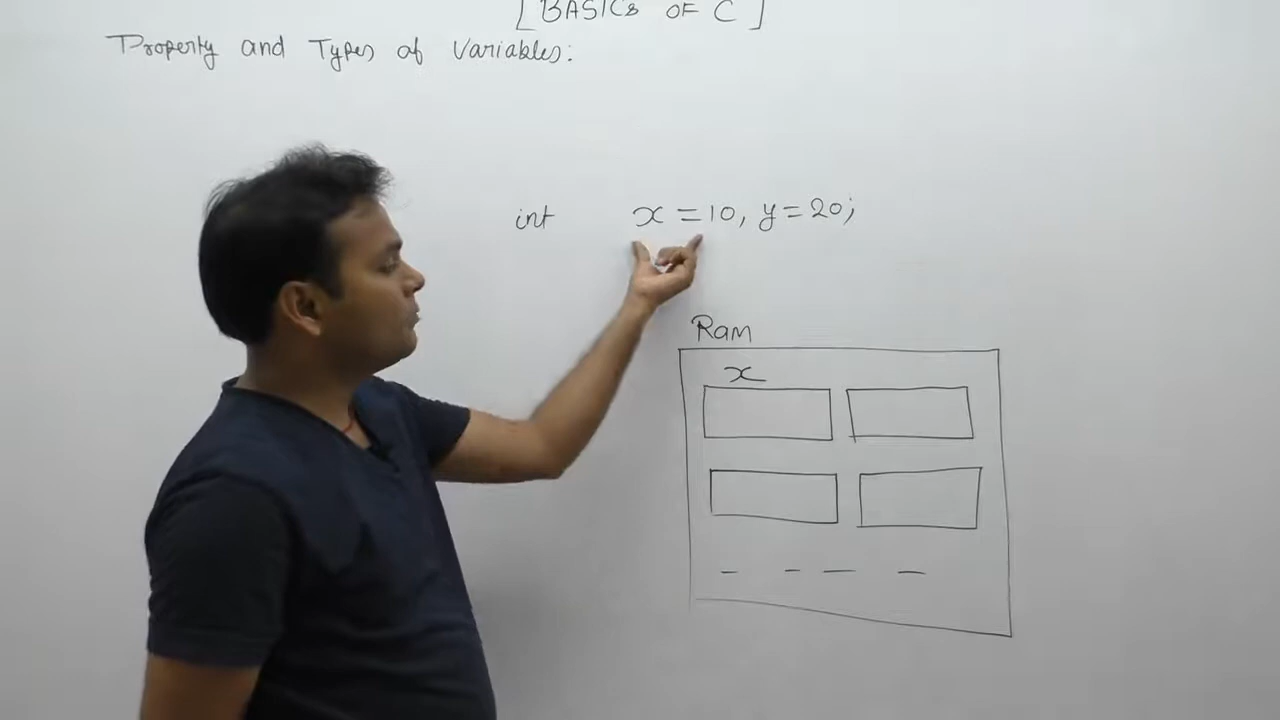 [BASICs OF C]
Property and Types of Variables:
int x = 10, y = 20;
Ram
x